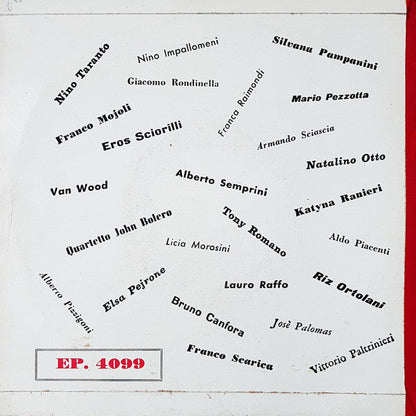 Nino Taranto
Nino Impallomeni
Silvana Pampanini
Giacomo Rondinella
Franca Raimondi
Mario Pezzotta
Franco Mojoli
Eros Sciorilli
Armando Sciascia
Natalino Otto
Van Wood
Alberto Semprini
Katyna Ranieri
Quartetto John Bolero
Tony Romano
Licia Morosini
Aldo Piacenti
Alberto Pizzigoni
Elsa Pejrone
Lauro Raffo
Riz Ortolani
Bruno Canfora
Josè Palomas
Franco Scarica
Vittorio Paltrinieri
EP. 4099